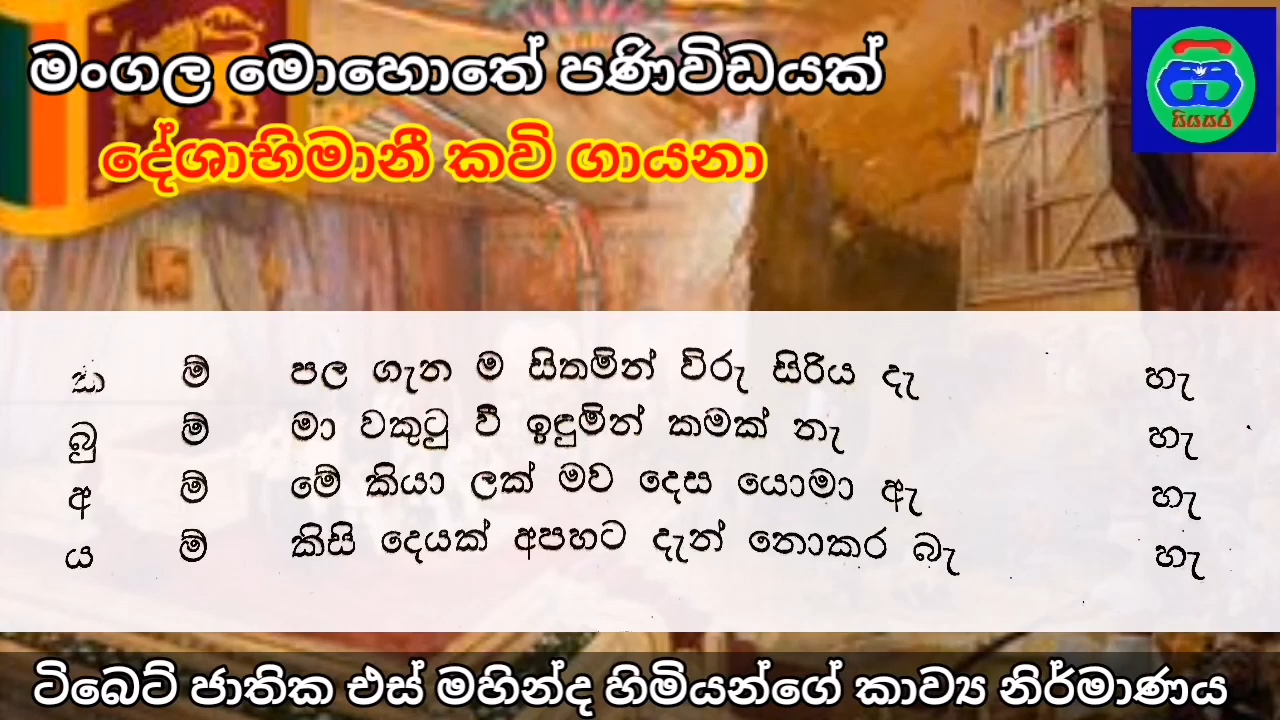 මංගල මොහොතේ පණිවිඩයක්
දේශාභිමානී කවි ගායනා
සියසර
ම් පල ගැන ම සිතමින් විරු සිරිය දැ හැ
බු ම් මා වකුටු වී ඉඳුමින් කමක් නැ හැ
අ ම් මේ කියා ලක් මව දෙස යොමා ඇ හැ
ය ම් කිසි දෙයක් අපහට දැන් නොකර බැ හැ
ටිබෙට් ජාතික එස් මහින්ද හිමියන්ගේ කාව්‍ය නිර්මාණය